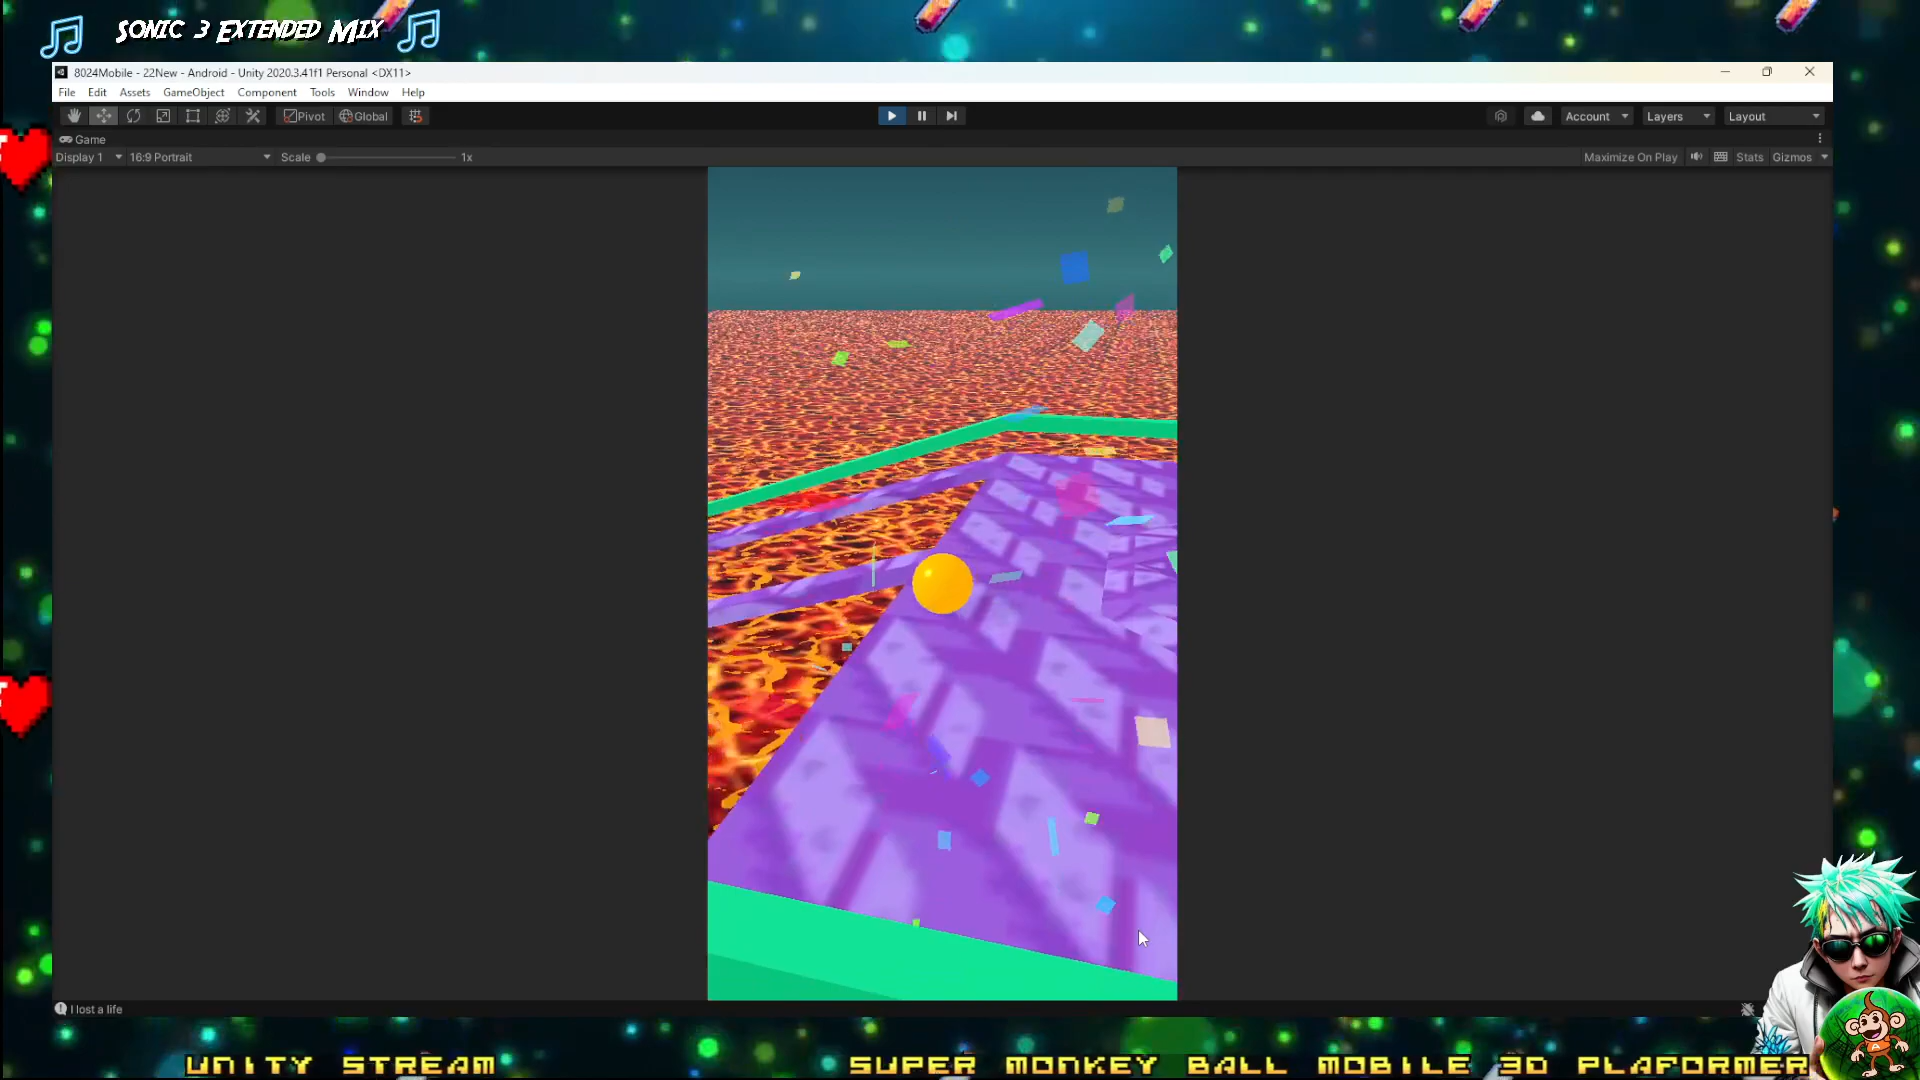 Sonic 3 Extended Mix
8024Mobile - 22New - Android - Unity 2020.3.41f1 Personal <DX11>
File Edit Assets GameObject Component Tools Window Help
Pivot Global Account Layers Layout
Game
Display 1 16:9 Portrait Scale 1x Maximize On Play Stats Gizmos
I lost a life
UNITY STREAM SUPER MONKEY BALL MOBILE 3D PLAFORMER